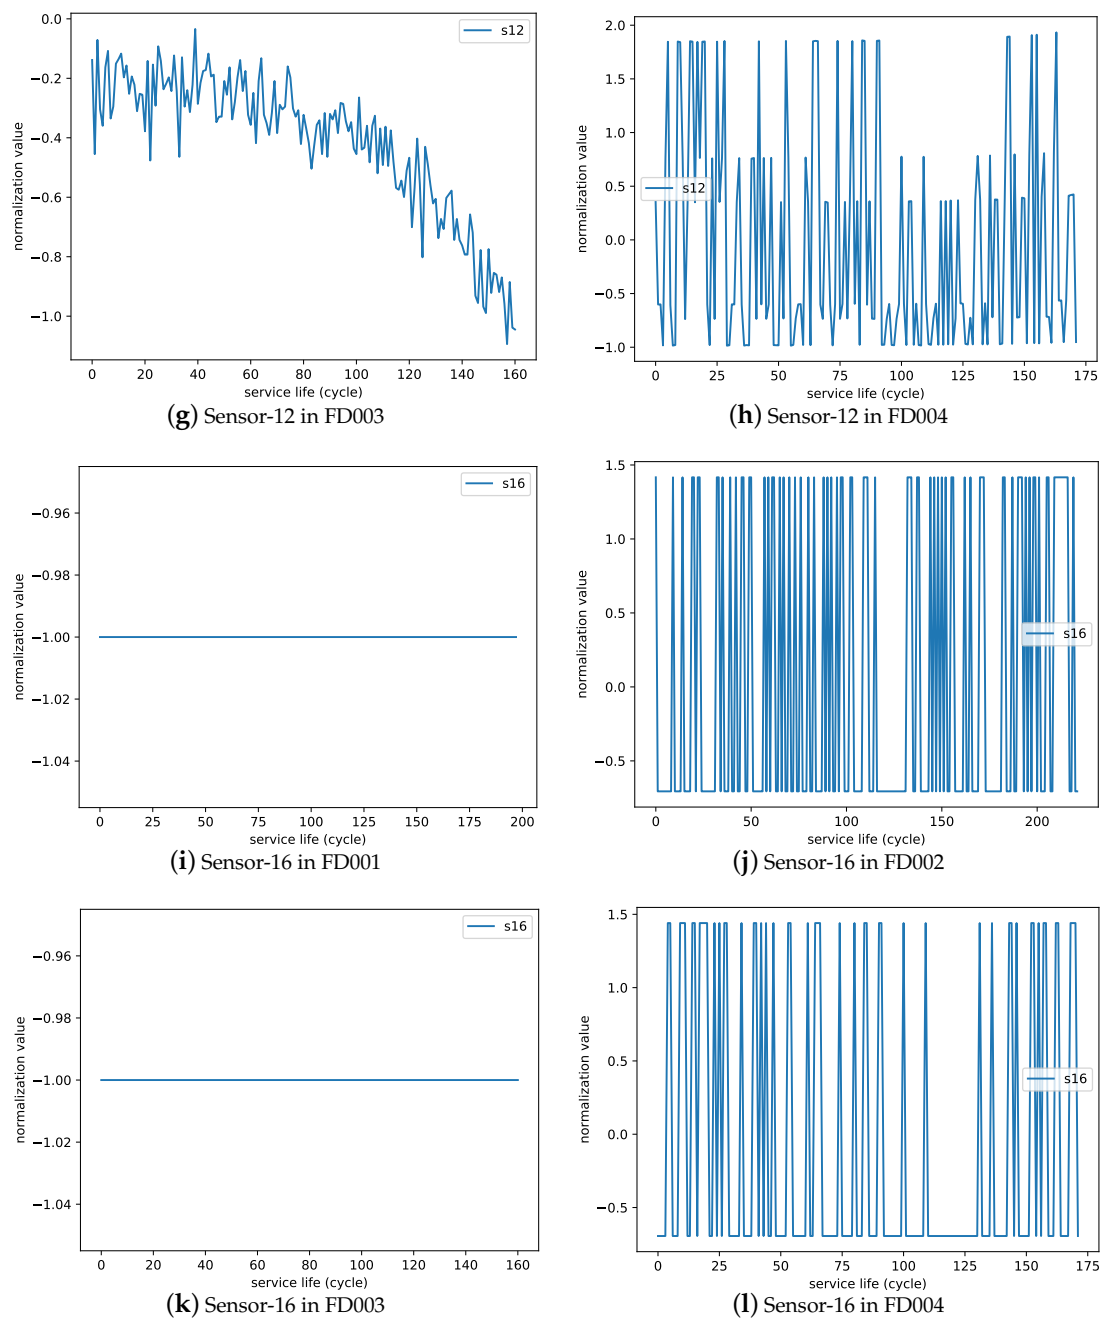 0.0
−0.2
−0.4
−0.6
−0.8
−1.0
normalization value
s12
0 20 40 60 80 100 120 140 160
service life (cycle)
(g) Sensor-12 in FD003
2.0
1.5
1.0
0.5
0.0
−0.5
−1.0
normalization value
s12
0 25 50 75 100 125 150 175
service life (cycle)
(h) Sensor-12 in FD004
−0.96
−0.98
−1.00
−1.02
−1.04
normalization value
s16
0 25 50 75 100 125 150 175 200
service life (cycle)
(i) Sensor-16 in FD001
1.5
1.0
0.5
0.0
−0.5
normalization value
s16
0 50 100 150 200
service life (cycle)
(j) Sensor-16 in FD002
−0.96
−0.98
−1.00
−1.02
−1.04
normalization value
s16
0 20 40 60 80 100 120 140 160
service life (cycle)
(k) Sensor-16 in FD003
1.5
1.0
0.5
0.0
−0.5
normalization value
s16
0 25 50 75 100 125 150 175
service life (cycle)
(l) Sensor-16 in FD004